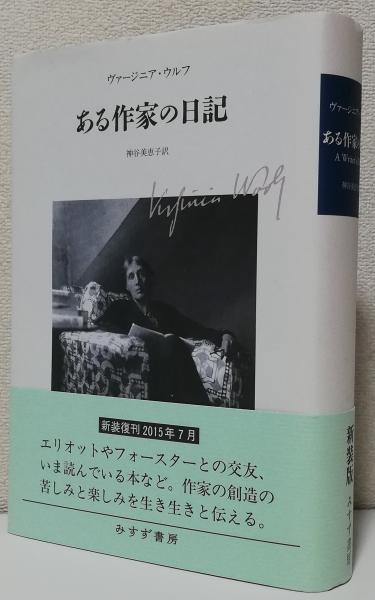 ヴァージニア・ウルフ
ある作家の日記
神谷美恵子訳
Virginia Woolf
新装復刊 2015年7月
エリオットやフォースターとの交友、
いま読んでいる本など。作家の創造の
苦しみと楽しみを生き生きと伝える。
みすず書房
ヴァージニ
ある作家
A Write
神谷美
新装版
みすず書房